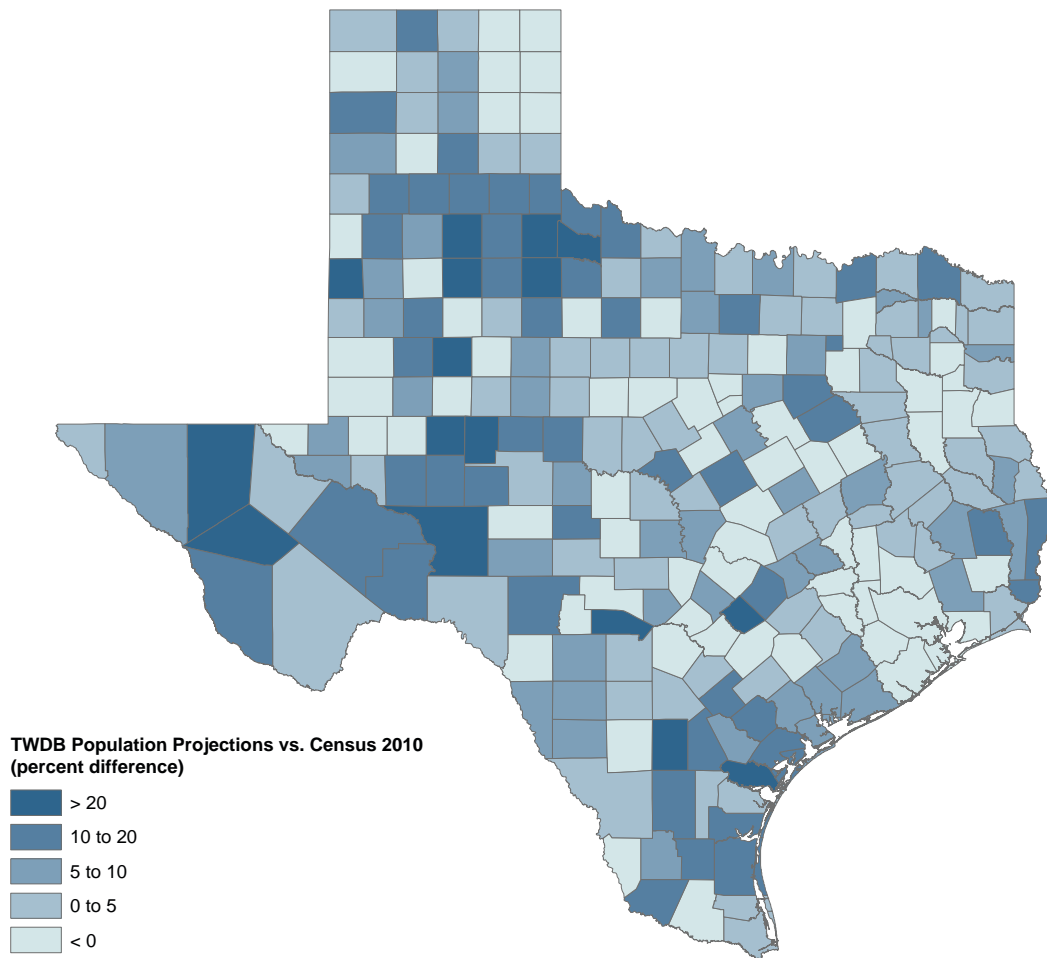 TWDB Population Projections vs. Census 2010
(percent difference)
> 20
10 to 20
5 to 10
0 to 5
< 0